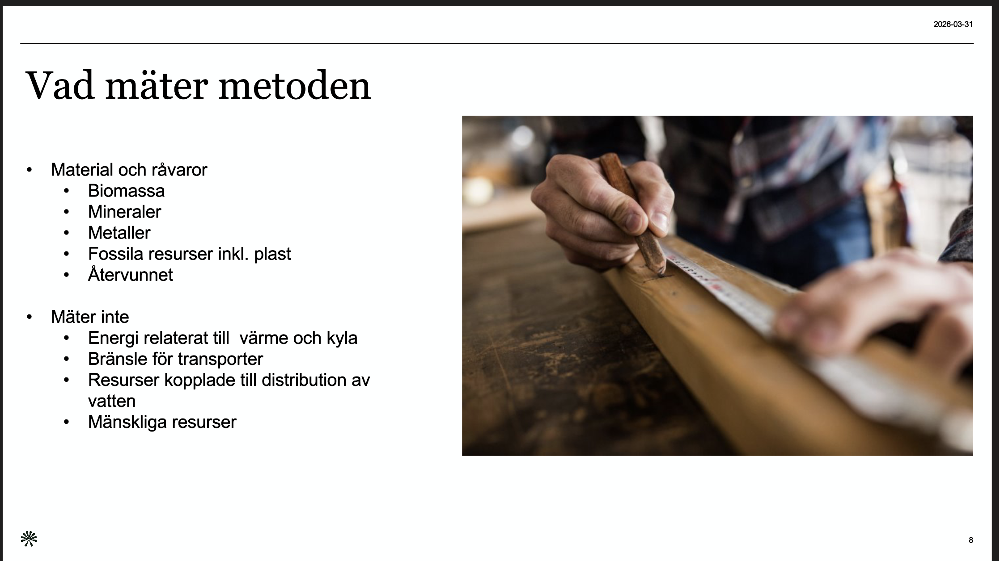 2026-03-31
Vad mäter metoden
• Material och råvaror
• Biomassa
• Mineraler
• Metaller
• Fossila resurser inkl. plast
• Återvunnet
• Mäter inte
• Energi relaterat till  värme och kyla
• Bränsle för transporter
• Resurser kopplade till distribution av
vatten
• Mänskliga resurser
8